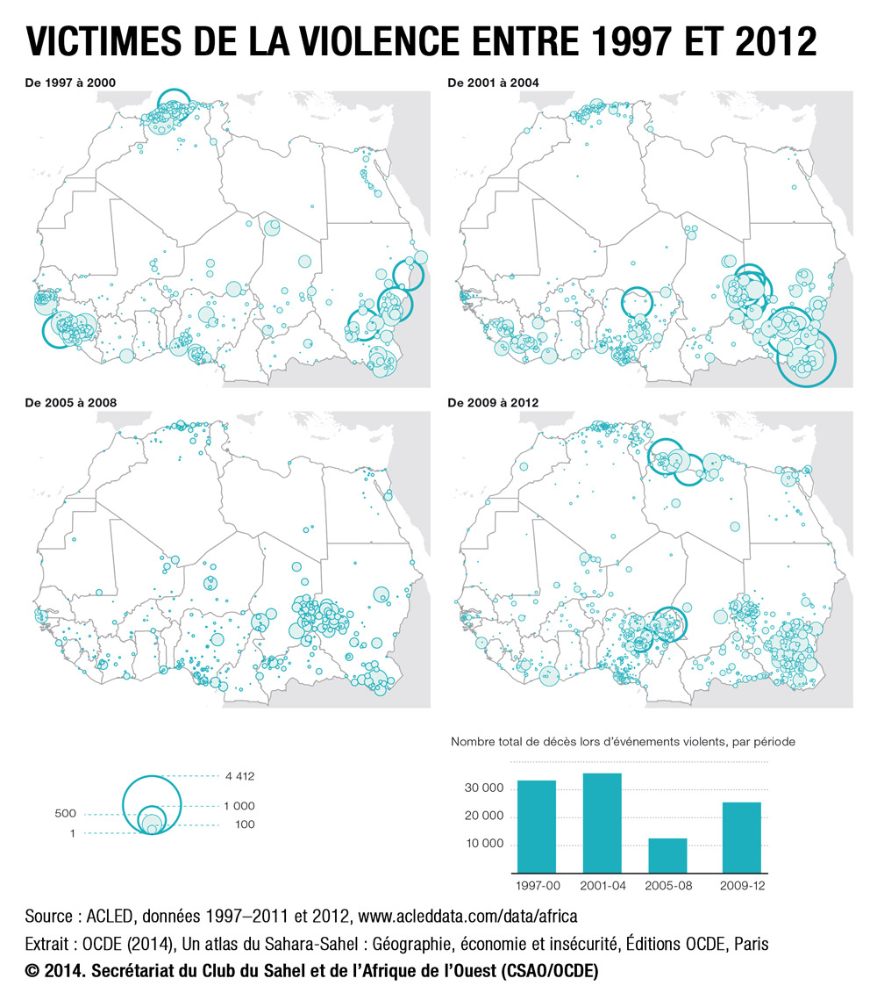 VICTIMES DE LA VIOLENCE ENTRE 1997 ET 2012
De 1997 à 2000
De 2001 à 2004
De 2005 à 2008
De 2009 à 2012
4 412
1 000
500
100
1
Nombre total de décès lors d'événements violents, par période
30 000
20 000
10 000
1997-00
2001-04
2005-08
2009-12
Source : ACLED, données 1997–2011 et 2012, www.acleddata.com/data/africa
Extrait : OCDE (2014), Un atlas du Sahara-Sahel : Géographie, économie et insécurité, Éditions OCDE, Paris
© 2014. Secrétariat du Club du Sahel et de l'Afrique de l'Ouest (CSAO/OCDE)